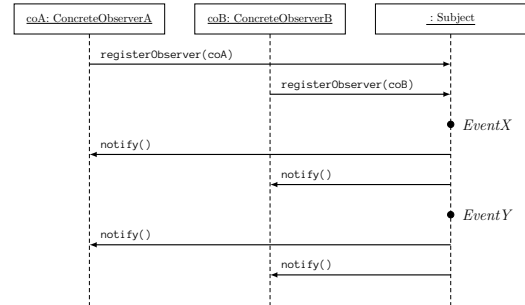 coA: ConcreteObserverA
coB: ConcreteObserverB
: Subject
registerObserver(coA)
registerObserver(coB)
EventX
notify()
notify()
EventY
notify()
notify()